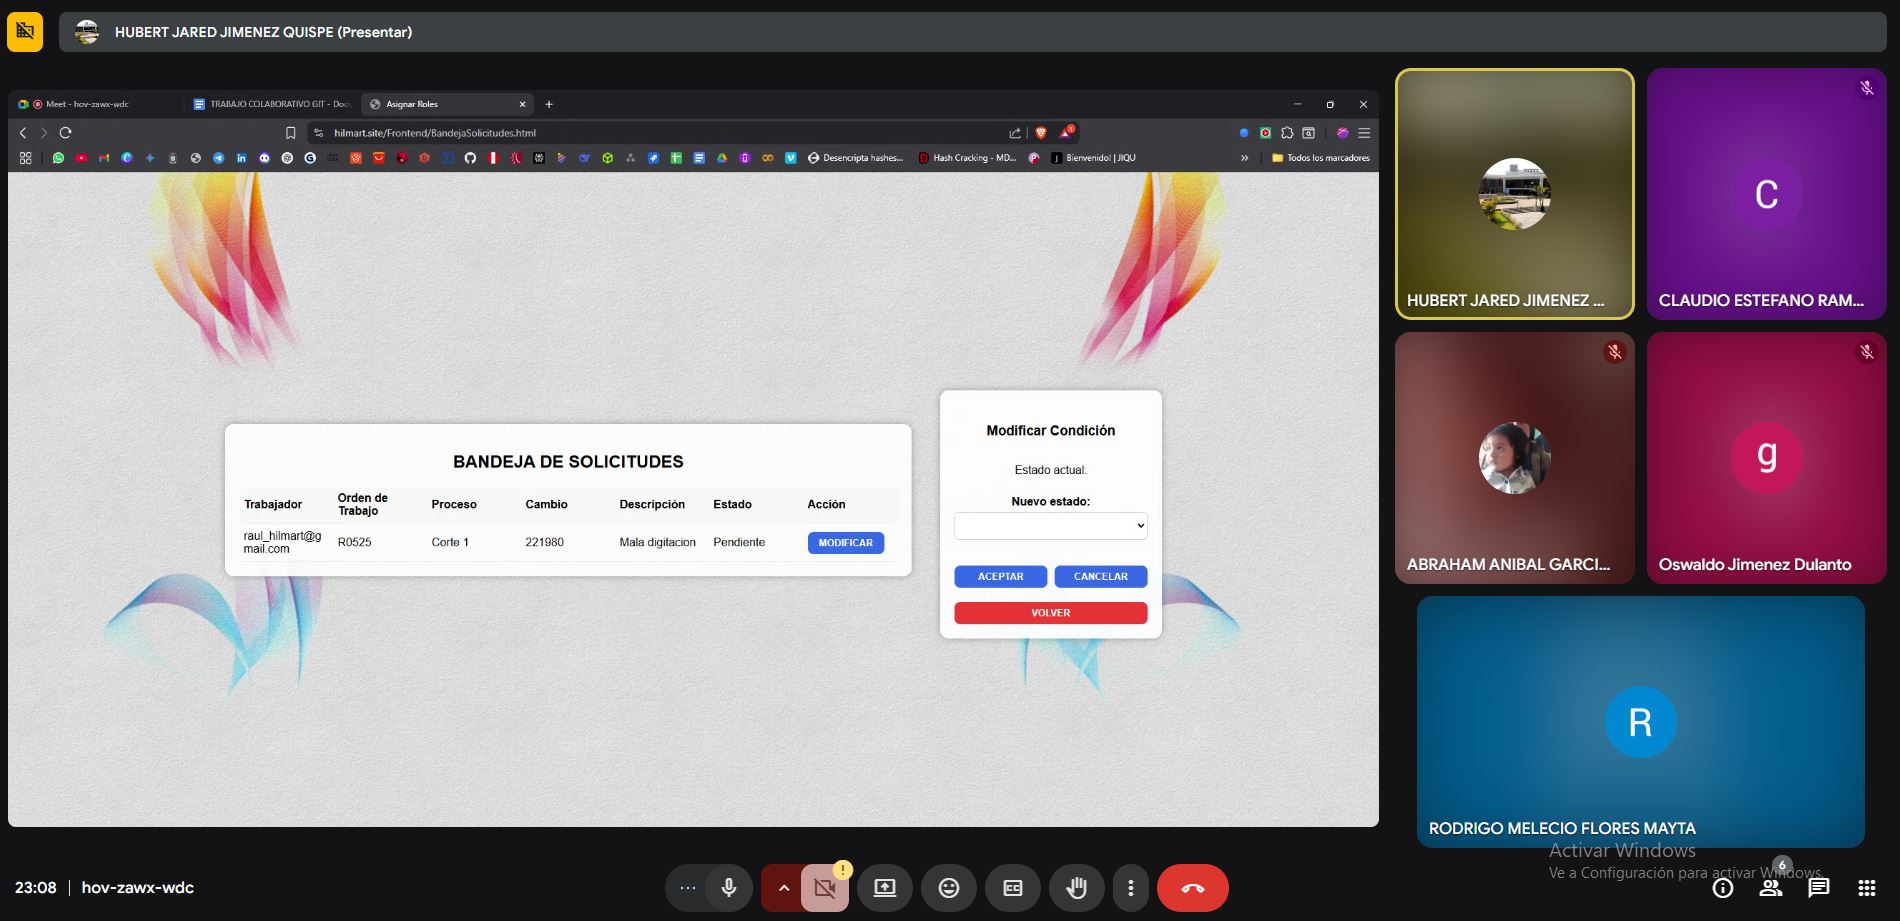 HUBERT JARED JIMENEZ QUISPE (Presentar)
Meet - hov-zawx-wdc
TRABAJO COLABORATIVO GIT - Doc
Asignar Roles
hilmart.site/Frontend/BandejaSolicitudes.html
Desencripta hashes...
Hash Cracking - MD...
Bienvenido! | JIQU
Todos los marcadores
BANDEJA DE SOLICITUDES
Trabajador Orden de Trabajo Proceso Cambio Descripción Estado Acción
raul_hilmart@gmail.com R0525 Corte 1 221980 Mala digitacion Pendiente MODIFICAR
Modificar Condición
Estado actual:
Nuevo estado:
ACEPTAR CANCELAR
VOLVER
HUBERT JARED JIMENEZ ...
C
CLAUDIO ESTEFANO RAM...
ABRAHAM ANIBAL GARCI...
g
Oswaldo Jimenez Dulanto
R
RODRIGO MELECIO FLORES MAYTA
Activar Windows
Ve a Configuración para activar Windows.
23:08 | hov-zawx-wdc
6